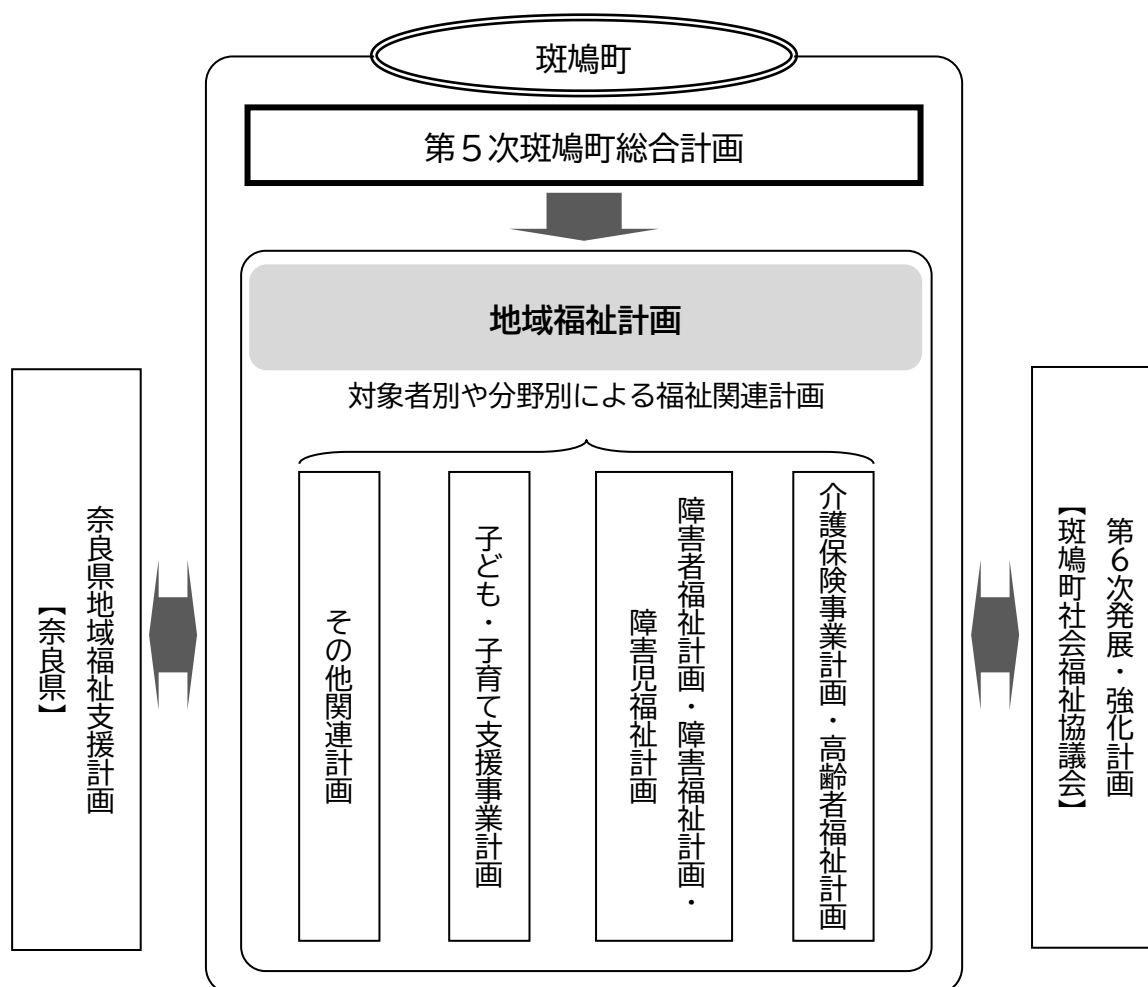 斑鳩町
第５次斑鳩町総合計画
地域福祉計画
対象者別や分野別による福祉関連計画
介護保険事業計画・高齢者福祉計画
障害者福祉計画・障害福祉計画・
障害児福祉計画
子ども・子育て支援事業計画
その他関連計画
第６次発展・強化計画
【斑鳩町社会福祉協議会】
奈良県地域福祉支援計画
【奈良県】